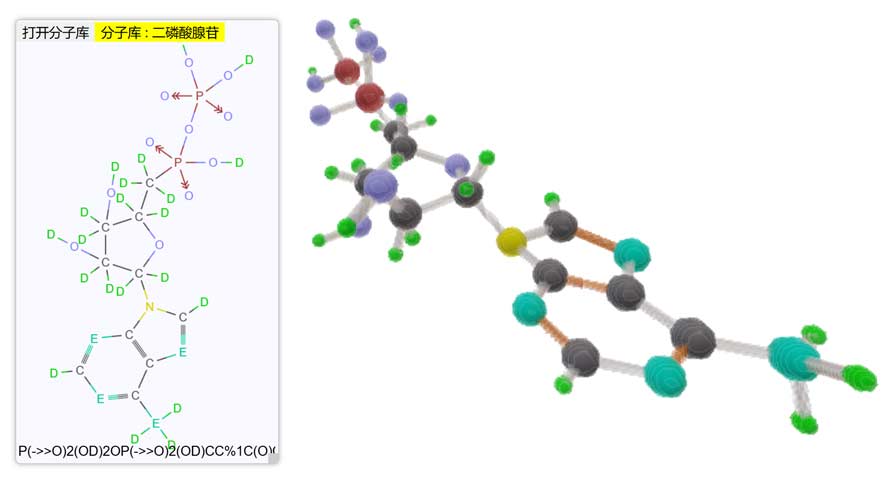 打开分子库 分子库 : 二磷酸腺苷
O
O D
O P
O
O
O
D P O D
D
D C O
D
O D
D C C D
D D O
D O C
D C D
D D
N
D
C
E C
E
D C C
E C
D
E
D D
P(->>O)2(OD)2OP(->>O)2(OD)CC%1C(O)(